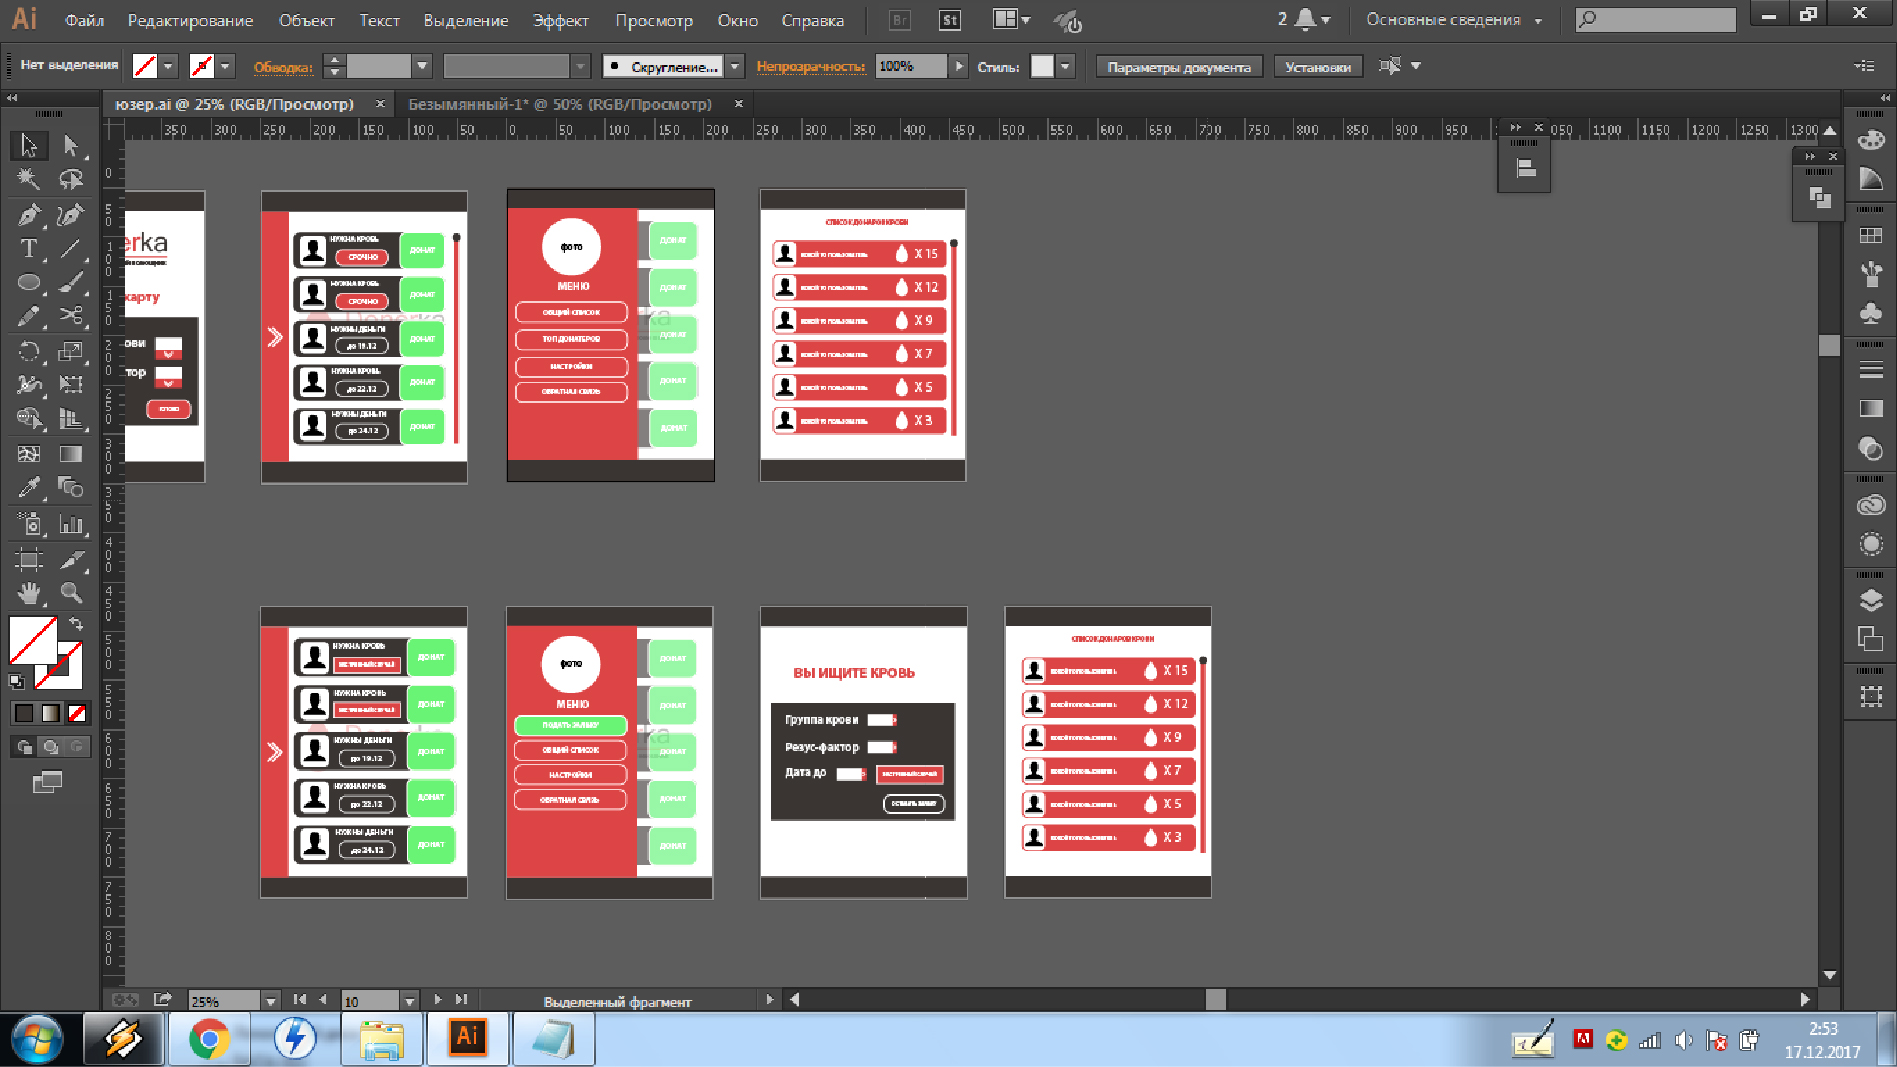 Ai Файл Редактирование Объект Текст Выделение Эффект Просмотр Окно Справка Br St 2 Основные сведения
Нет выделения Обводка: Скругление... Непрозрачность: 100% Стиль: Параметры документа Установки
юзер.ai @ 25% (RGB/Просмотр) × Безымянный-1* @ 50% (RGB/Просмотр) ×
350 300 250 200 150 100 50 0 50 100 150 200 250 300 350 400 450 500 550 600 650 700 750 800 850 900 950 050 1100 1150 1200 1250 1300
erka
карту
ови
тор
НУЖНА КРОВЬ
СРОЧНО
ДОНАТ
НУЖНА КРОВЬ
СРОЧНО
ДОНАТ
НУЖНЫ ДЕНЬГИ
до 19.12
ДОНАТ
НУЖНА КРОВЬ
до 22.12
ДОНАТ
НУЖНЫ ДЕНЬГИ
до 24.12
ДОНАТ
фото
МЕНЮ
ОБЩИЙ СПИСОК
ТОП ДОНАТЕРОВ
НАСТРОЙКИ
ОБРАТНАЯ СВЯЗЬ
ДОНАТ
ДОНАТ
ДОНАТ
ДОНАТ
ДОНАТ
СПИСОК ДОНАРОВ КРОВИ
X 15
X 12
X 9
X 7
X 5
X 3
НУЖНА КРОВЬ
ДОНАТ
НУЖНА КРОВЬ
ДОНАТ
НУЖНЫ ДЕНЬГИ
до 19.12
ДОНАТ
НУЖНА КРОВЬ
до 22.12
ДОНАТ
НУЖНЫ ДЕНЬГИ
до 24.12
ДОНАТ
фото
МЕНЮ
ПОДАТЬ ЗАЯВКУ
ОБЩИЙ СПИСОК
НАСТРОЙКИ
ОБРАТНАЯ СВЯЗЬ
ДОНАТ
ДОНАТ
ДОНАТ
ДОНАТ
ДОНАТ
ВЫ ИЩИТЕ КРОВЬ
Группа крови
Резус-фактор
Дата до
СПИСОК ДОНАРОВ КРОВИ
X 15
X 12
X 9
X 7
X 5
X 3
25% 10 Выделенный фрагмент
Ai
2:53
17.12.2017